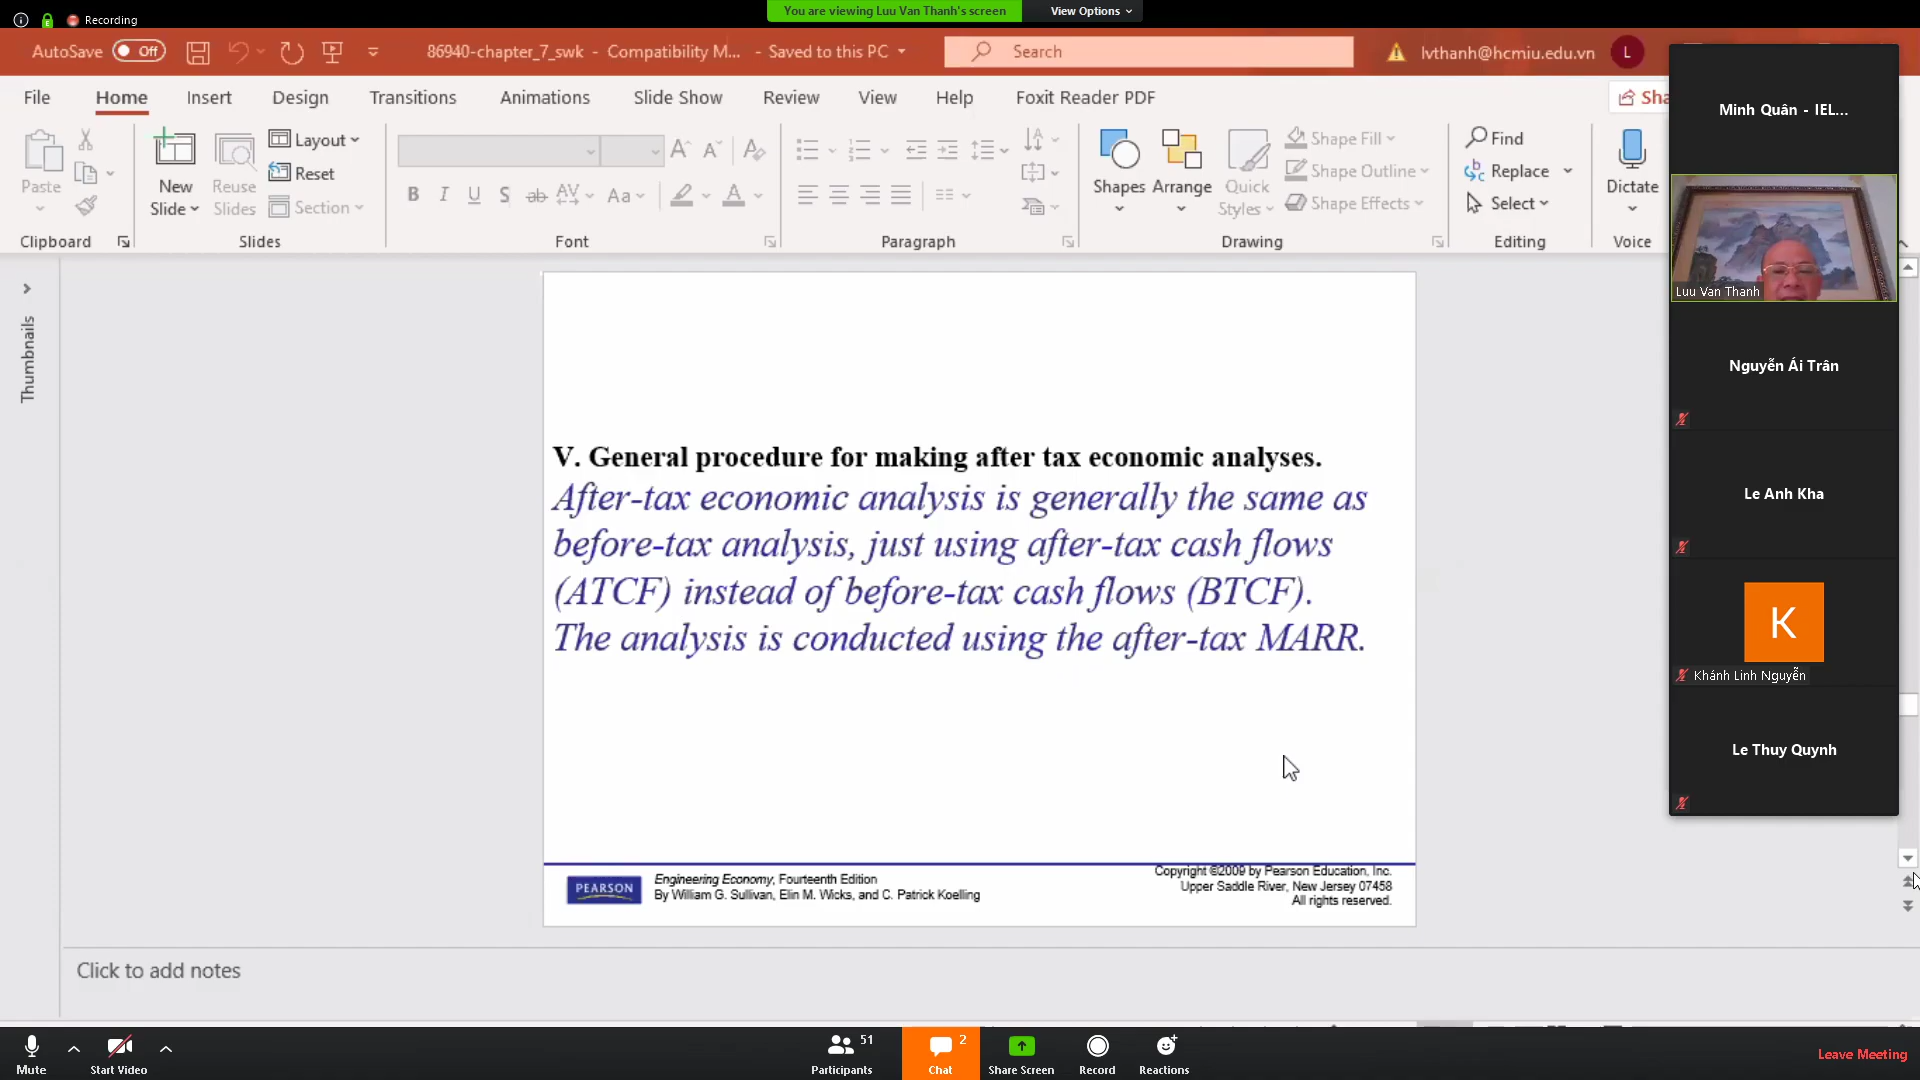 Recording
You are viewing Luu Van Thanh's screen
View Options
AutoSave Off
86940-chapter_7_swk - Compatibility M... - Saved to this PC
Search
lvthanh@hcmiu.edu.vn
L
File Home Insert Design Transitions Animations Slide Show Review View Help Foxit Reader PDF
Sha
Paste
New Slide
Reuse Slides
Layout
Reset
Section
B I U S ab AV Aa A
Shapes
Arrange
Quick Styles
Shape Fill
Shape Outline
Shape Effects
Find
Replace
Select
Dictate
Clipboard Slides Font Paragraph Drawing Editing Voice
Thumbnails
V. General procedure for making after tax economic analyses.
After-tax economic analysis is generally the same as
before-tax analysis, just using after-tax cash flows
(ATCF) instead of before-tax cash flows (BTCF).
The analysis is conducted using the after-tax MARR.
PEARSON
Engineering Economy, Fourteenth Edition
By William G. Sullivan, Elin M. Wicks, and C. Patrick Koelling
Copyright ©2009 by Pearson Education, Inc.
Upper Saddle River, New Jersey 07458
All rights reserved.
Click to add notes
Minh Quân - IEL...
Luu Van Thanh
Nguyễn Ái Trân
Le Anh Kha
K
Khánh Linh Nguyễn
Le Thuy Quynh
Mute
Start Video
Participants 51
Chat 2
Share Screen
Record
Reactions
Leave Meeting